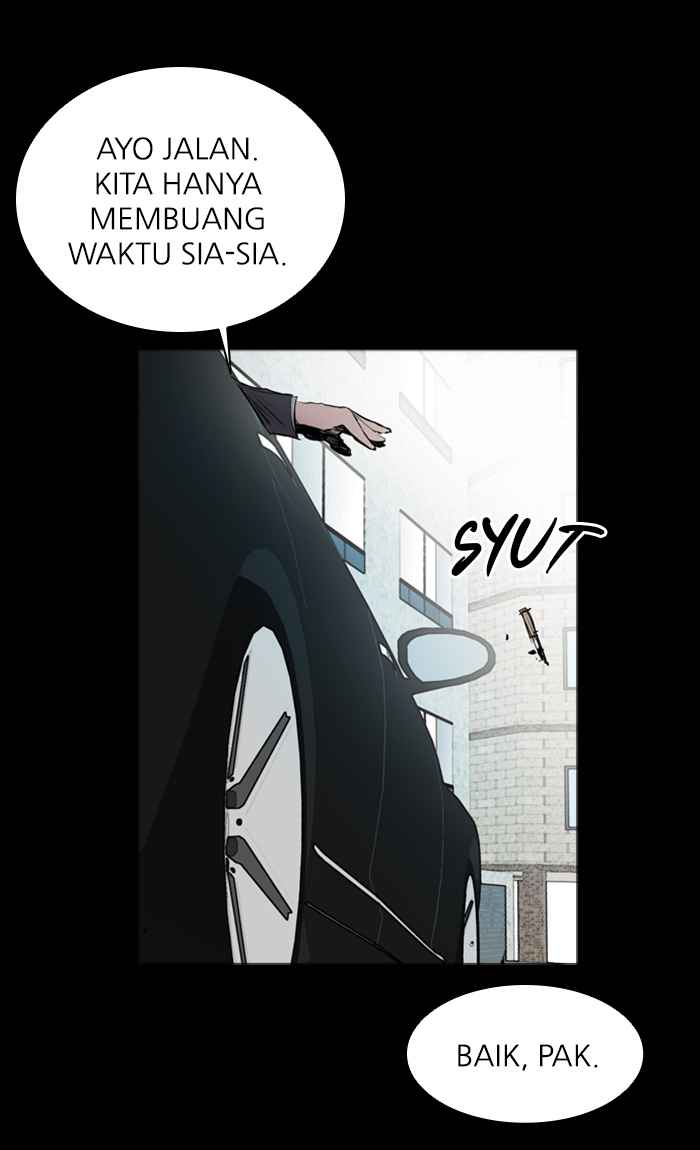 AYO JALAN.
KITA HANYA
MEMBUANG
WAKTU SIA-SIA.
SYUT
BAIK, PAK.